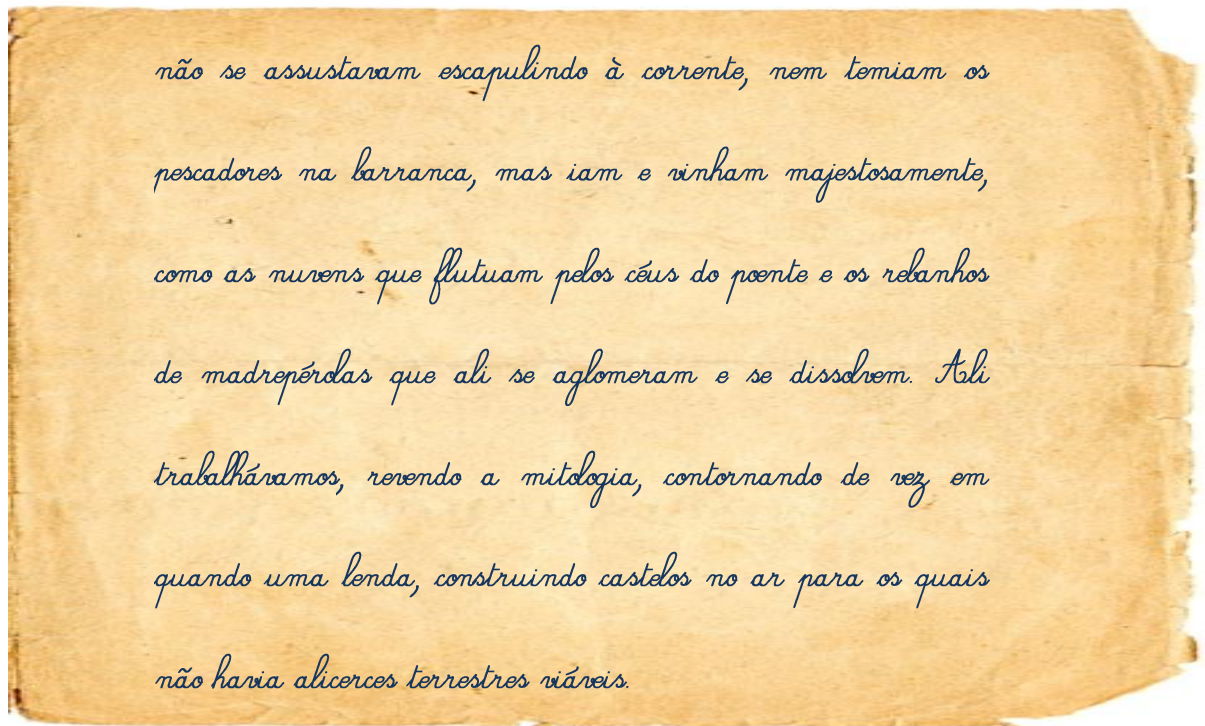 não se assustavam escapulindo à corrente, nem temiam os
pescadores na barranca, mas iam e vinham majestosamente,
como as nuvens que flutuam pelos céus do poente e os rebanhos
de madrepérolas que ali se aglomeram e se dissolvem. Ali
trabalhávamos, revendo a mitologia, contornando de vez em
quando uma lenda, construindo castelos no ar para os quais
não havia alicerces terrestres viáveis.